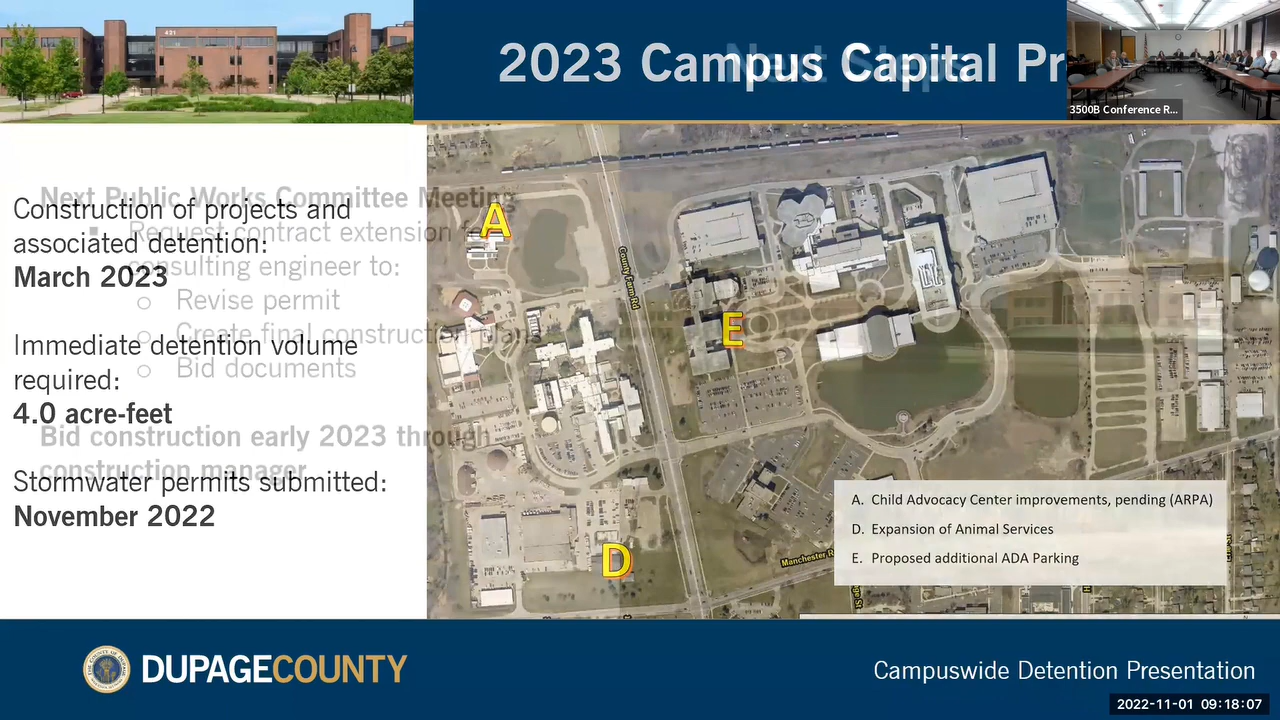 421
2023 Campus Capital Pr
Next Steps
3500B Conference R...
Next Public Works Committee Meeting
Construction of projects and
Request contract extension
associated detention:
consulting engineer to:
March 2023
Revise permit
Create final construction plans
Immediate detention volume
required:
Bid documents
4.0 acre-feet
Bid construction early 2023 through
construction manager
Stormwater permits submitted:
November 2022
A
County Farm Rd
E
D
Manchester R
A. Child Advocacy Center improvements, pending (ARPA)
D. Expansion of Animal Services
E. Proposed additional ADA Parking
DUPAGECOUNTY
Campuswide Detention Presentation
2022-11-01 09:18:07